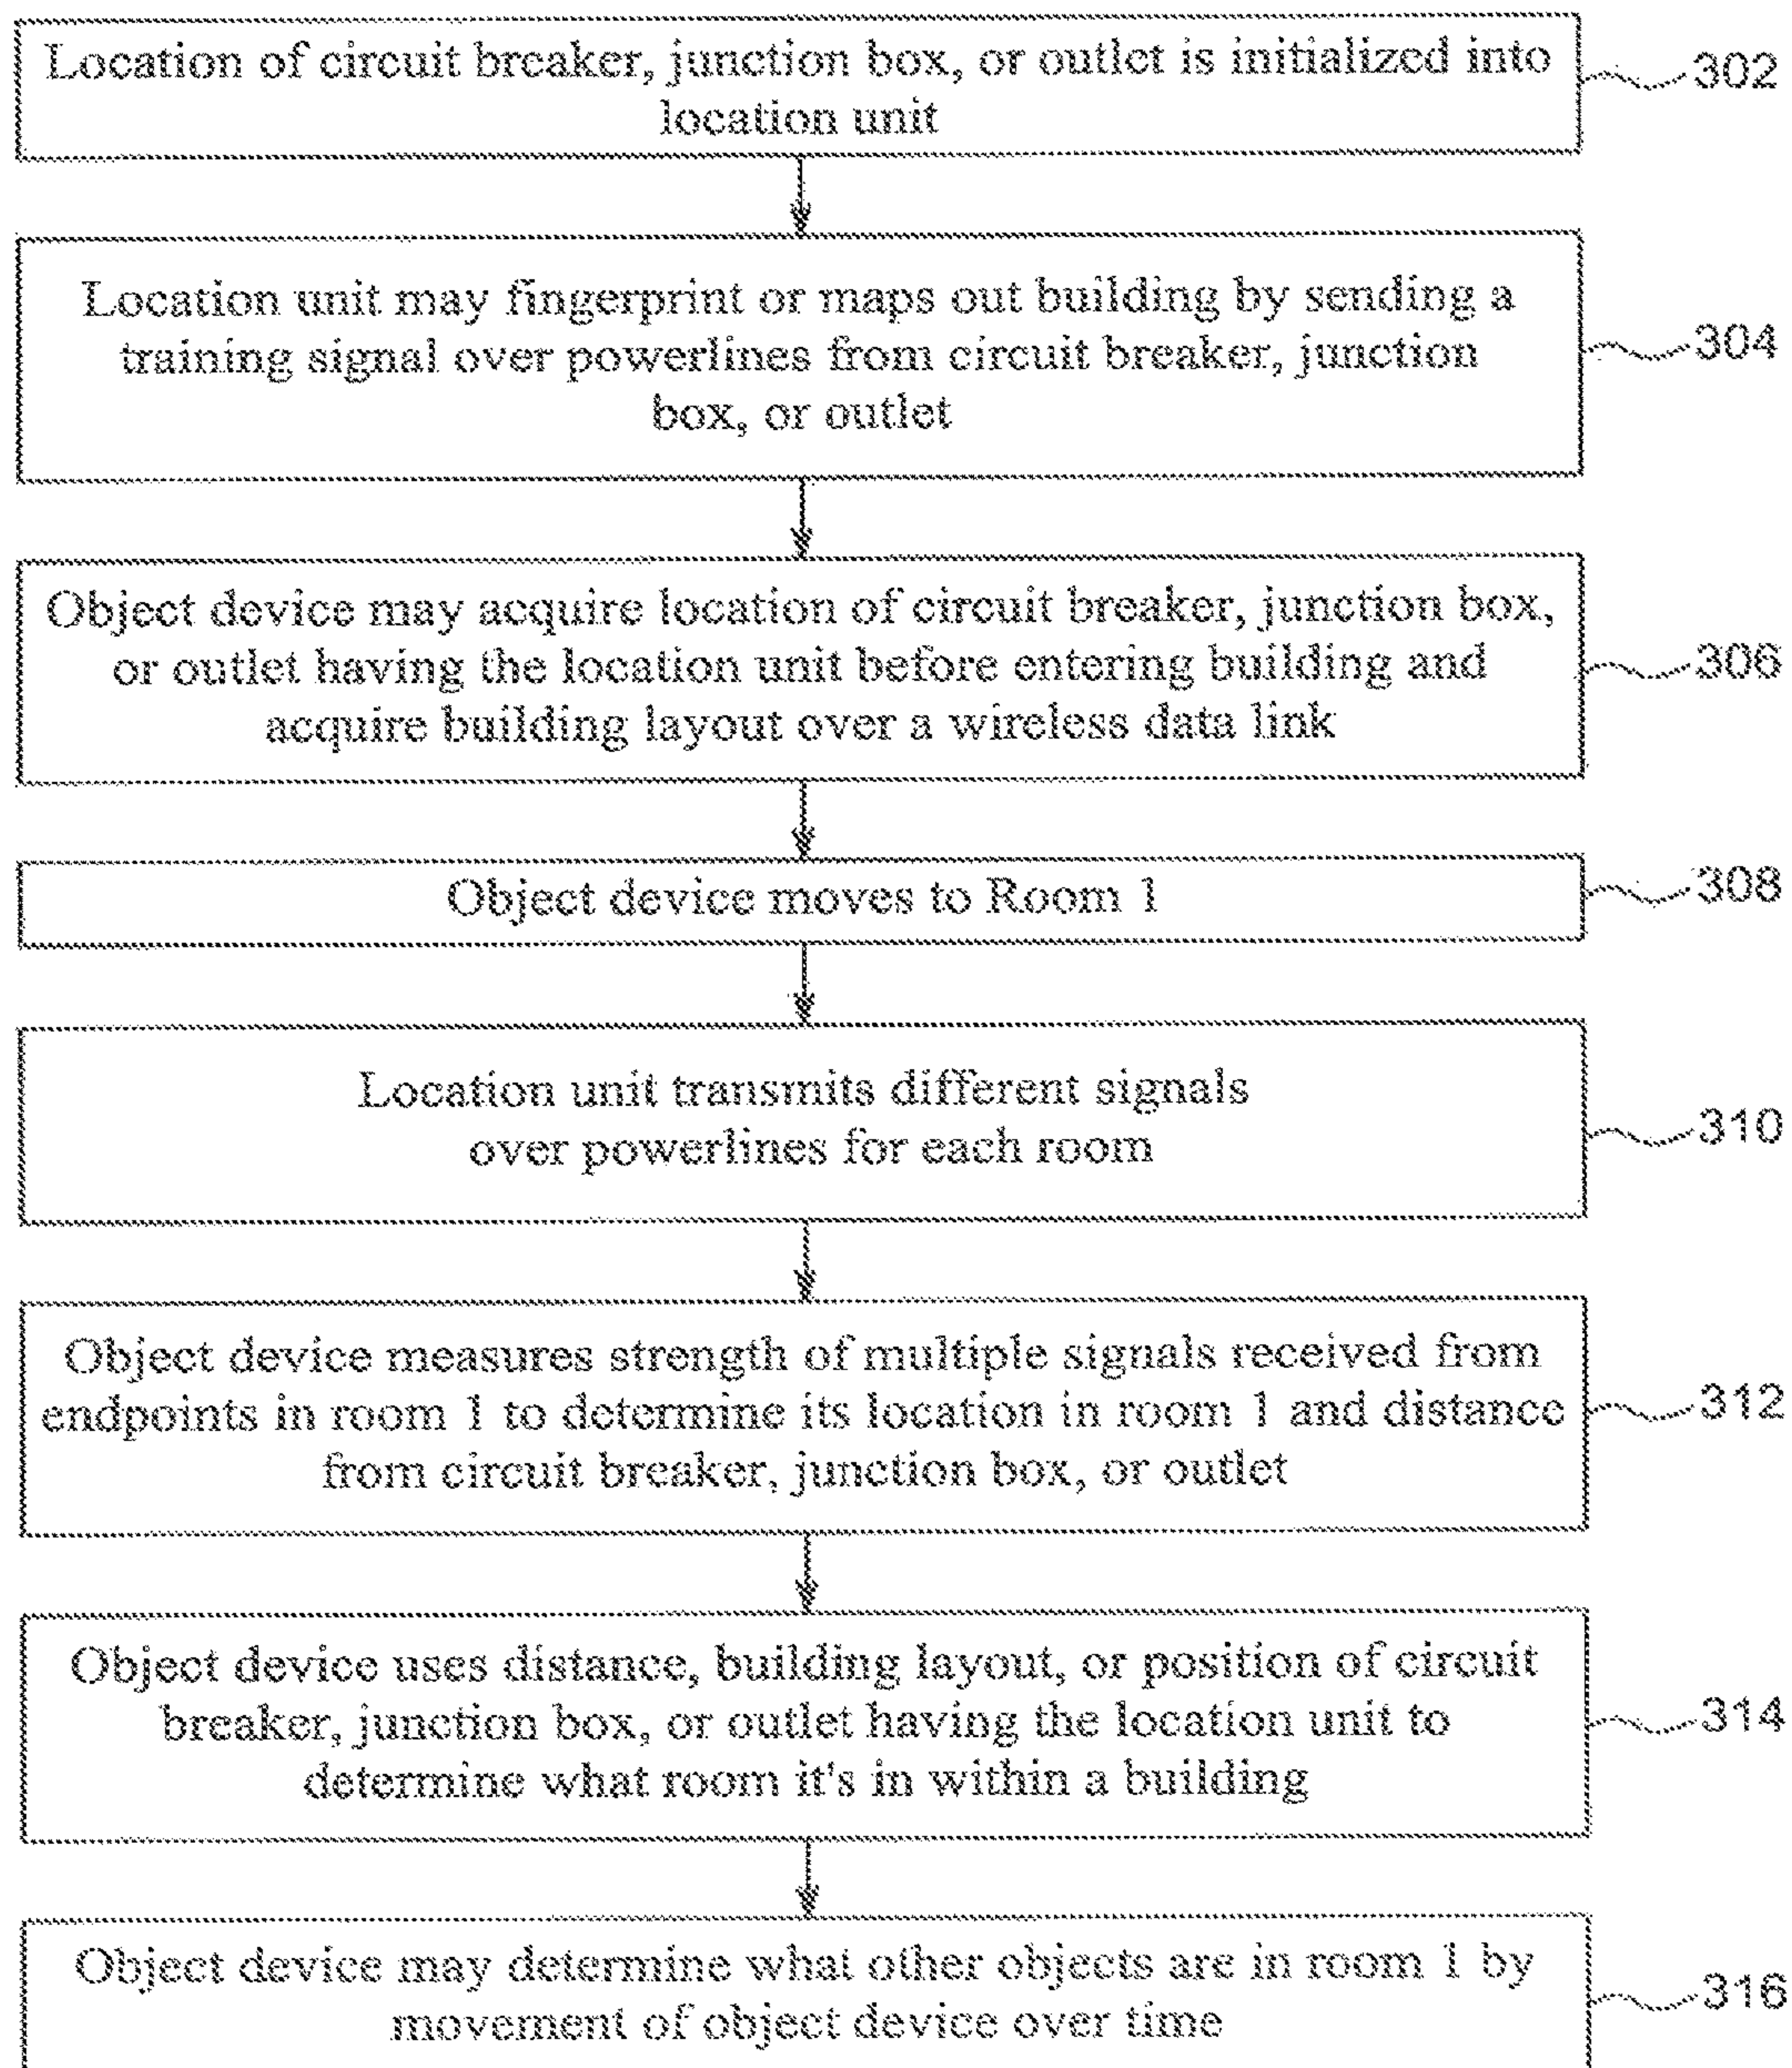 Location of circuit breaker, junction box, or outlet is initialized into
location unit
302
Location unit may fingerprint or maps out building by sending a
training signal over powerlines from circuit breaker, junction
box, or outlet
304
Object device may acquire location of circuit breaker, junction box,
or outlet having the location unit before entering building and
acquire building layout over a wireless data link
306
Object device moves to Room 1
308
Location unit transmits different signals
over powerlines for each room
310
Object device measures strength of multiple signals received from
endpoints in room 1 to determine its location in room 1 and distance
from circuit breaker, junction box, or outlet
312
Object device uses distance, building layout, or position of circuit
breaker, junction box, or outlet having the location unit to
determine what room it's in within a building
314
Object device may determine what other objects are in room 1 by
movement of object device over time
316